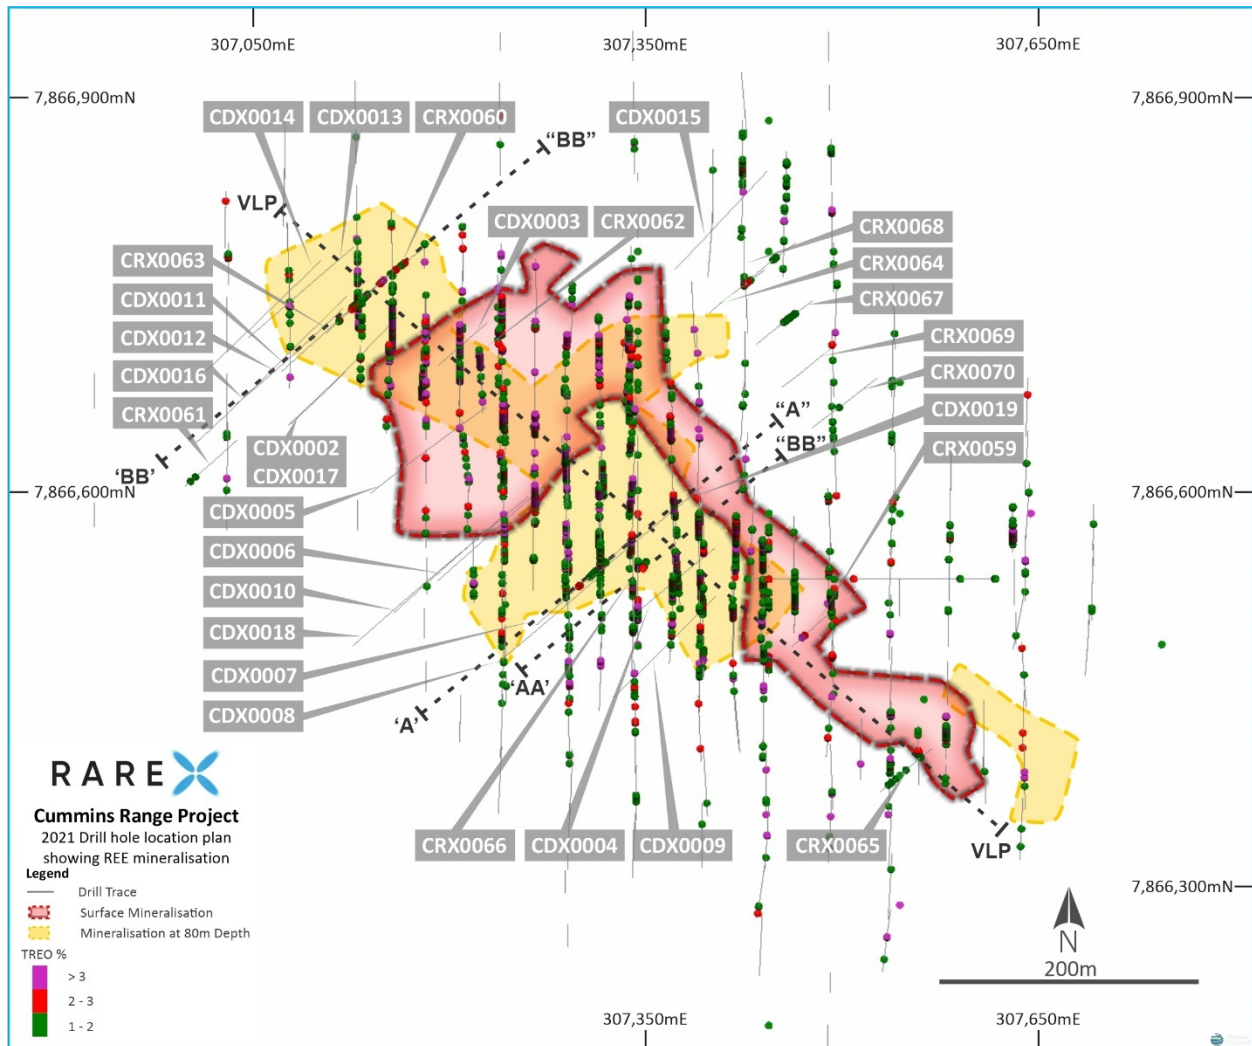 307,050mE
307,350mE
307,650mE
7,866,900mN
7,866,900mN
CDX0014
CDX0013
CRX0060
"BB"
CDX0015
VLP
CDX0003
CRX0062
CRX0068
CRX0063
CRX0064
CDX0011
CRX0067
CDX0012
CRX0069
CDX0016
CRX0070
CRX0061
CDX0019
"A"
'BB'
CDX0002
CDX0017
"BB"
CRX0059
7,866,600mN
7,866,600mN
CDX0005
CDX0006
CDX0010
CDX0018
CDX0007
'AA'
CDX0008
'A'
RAREX
Cummins Range Project
2021 Drill hole location plan
showing REE mineralisation
Legend
Drill Trace
Surface Mineralisation
Mineralisation at 80m Depth
TREO %
> 3
2 - 3
1 - 2
CRX0066
CDX0004
CDX0009
CRX0065
VLP
7,866,300mN
N
200m
307,350mE
307,650mE